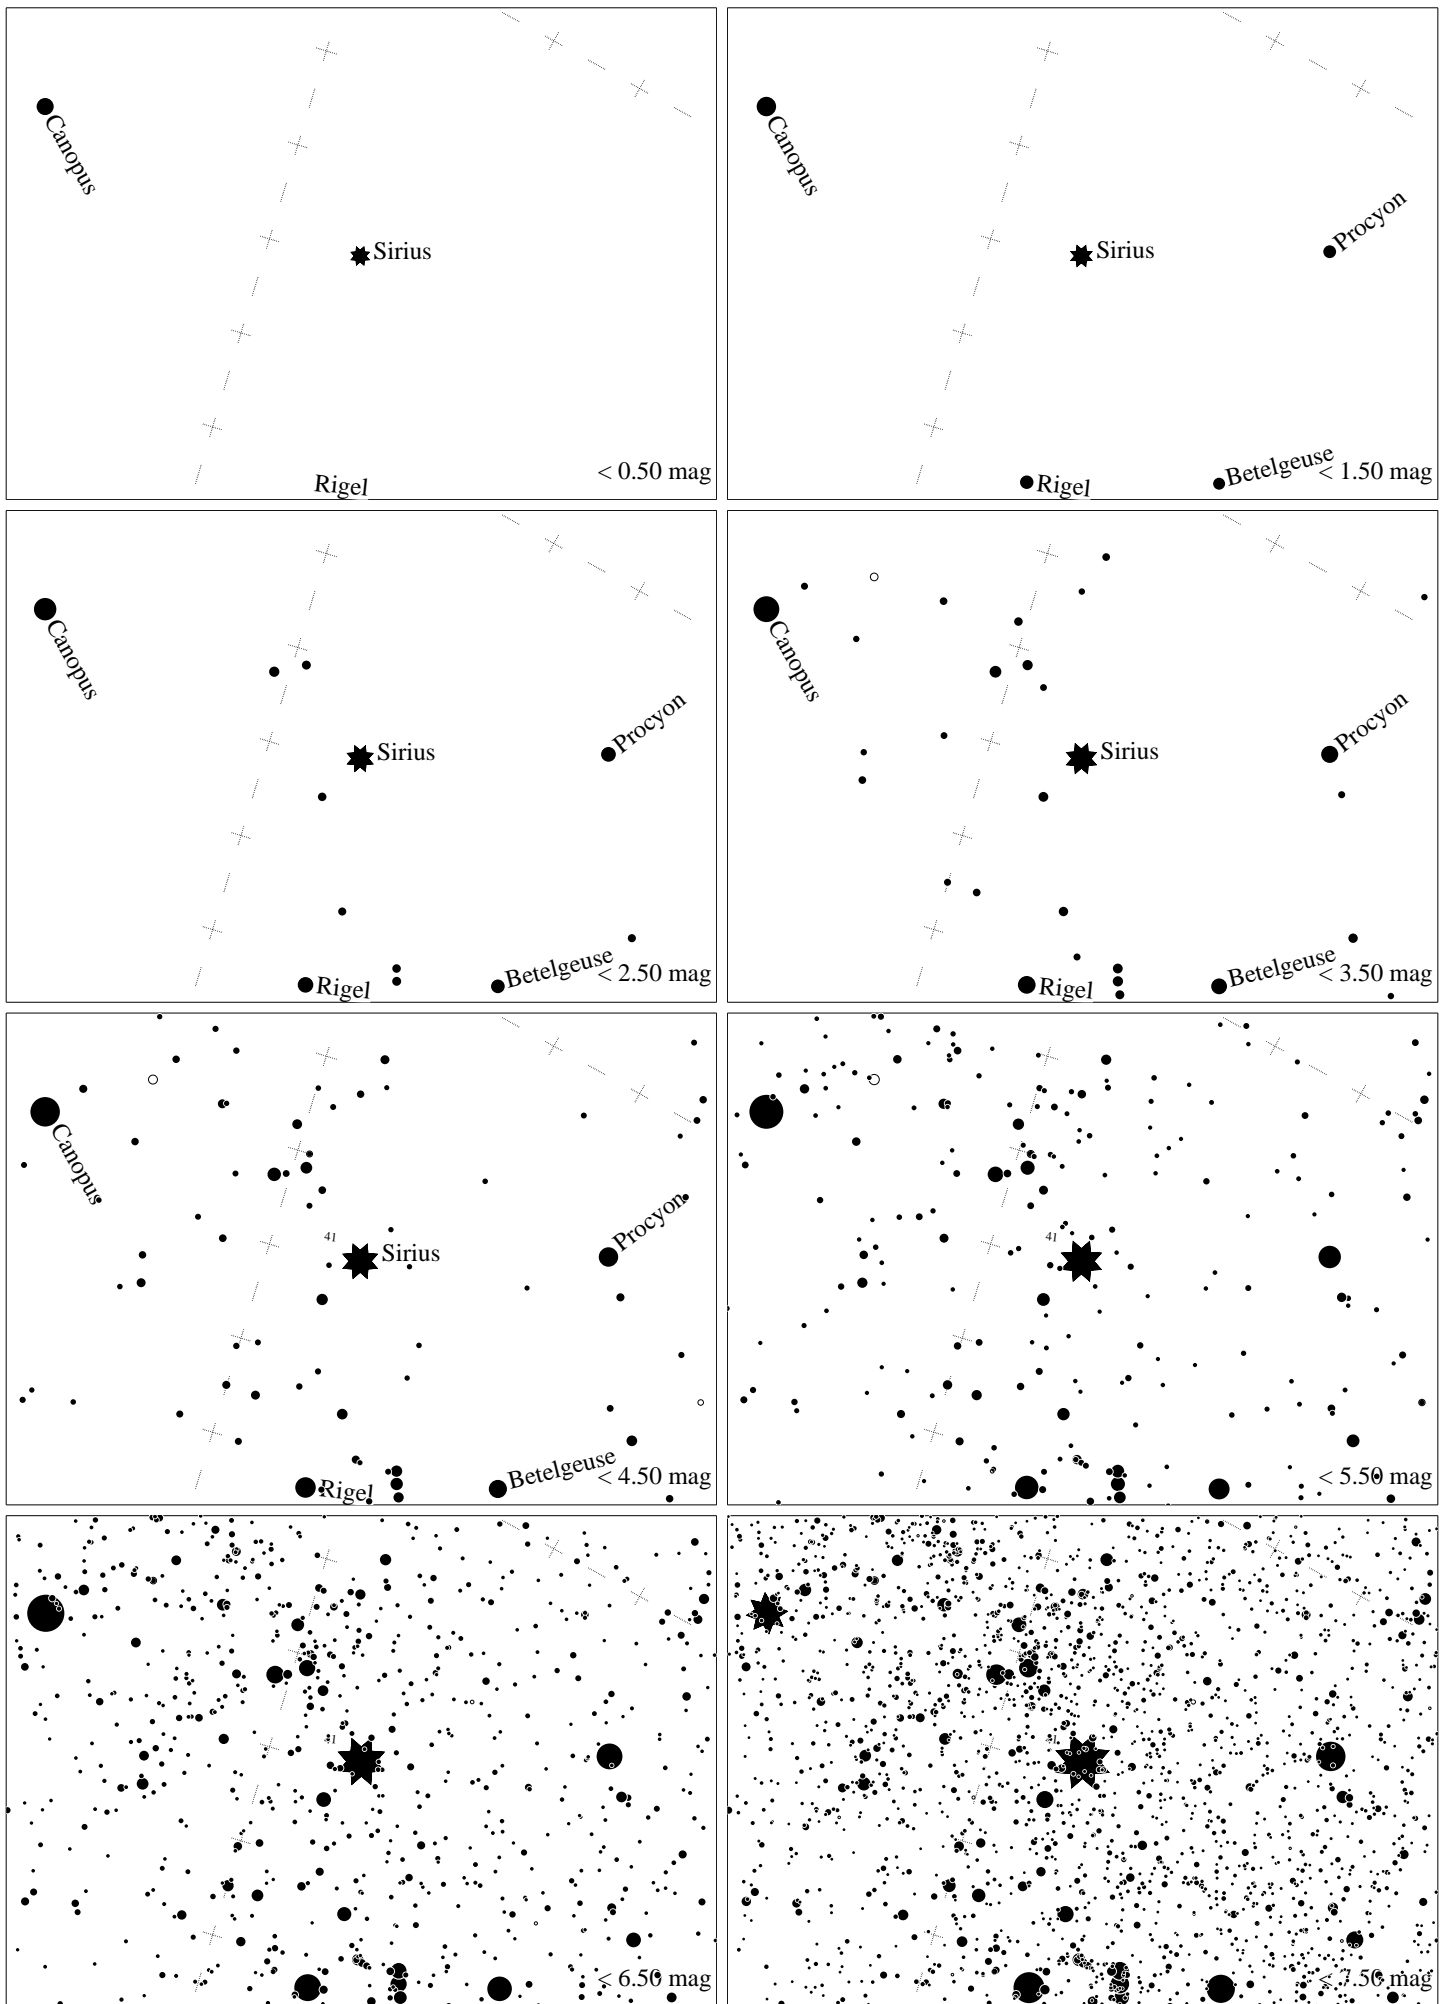 Canopus
Sirius
Rigel
< 0.50 mag
Canopus
Procyon
Sirius
Betelgeuse
Rigel
< 1.50 mag
Canopus
Procyon
Sirius
Betelgeuse
Rigel
< 2.50 mag
Canopus
Procyon
Sirius
Betelgeuse
Rigel
< 3.50 mag
Canopus
Procyon
41
Sirius
Betelgeuse
Rigel
< 4.50 mag
41
< 5.50 mag
41
< 6.50 mag
41
< 7.50 mag